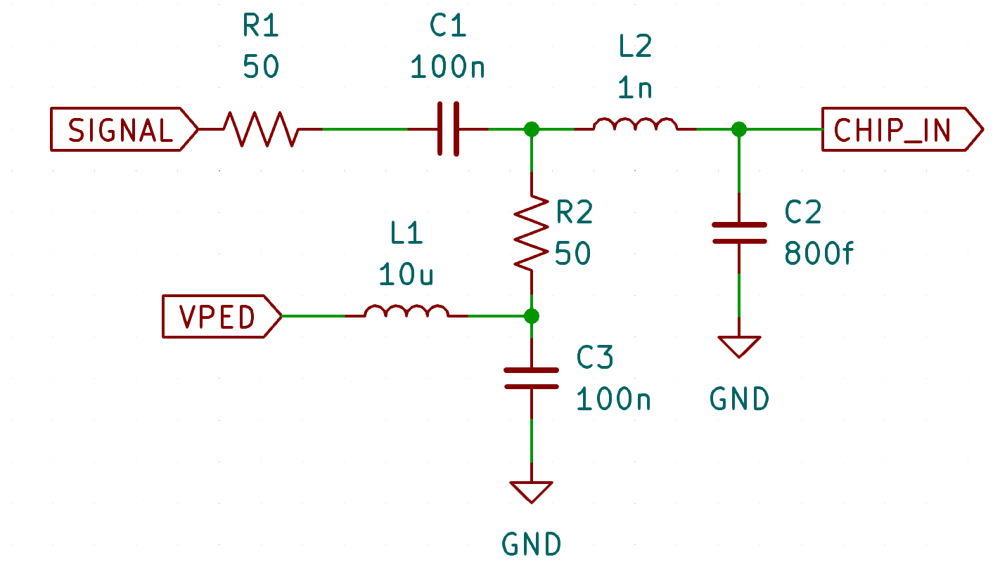 R1
50
C1
100n
L2
1n
SIGNAL
CHIP_IN
R2
50
L1
10u
C2
800f
VPED
C3
100n
GND
GND